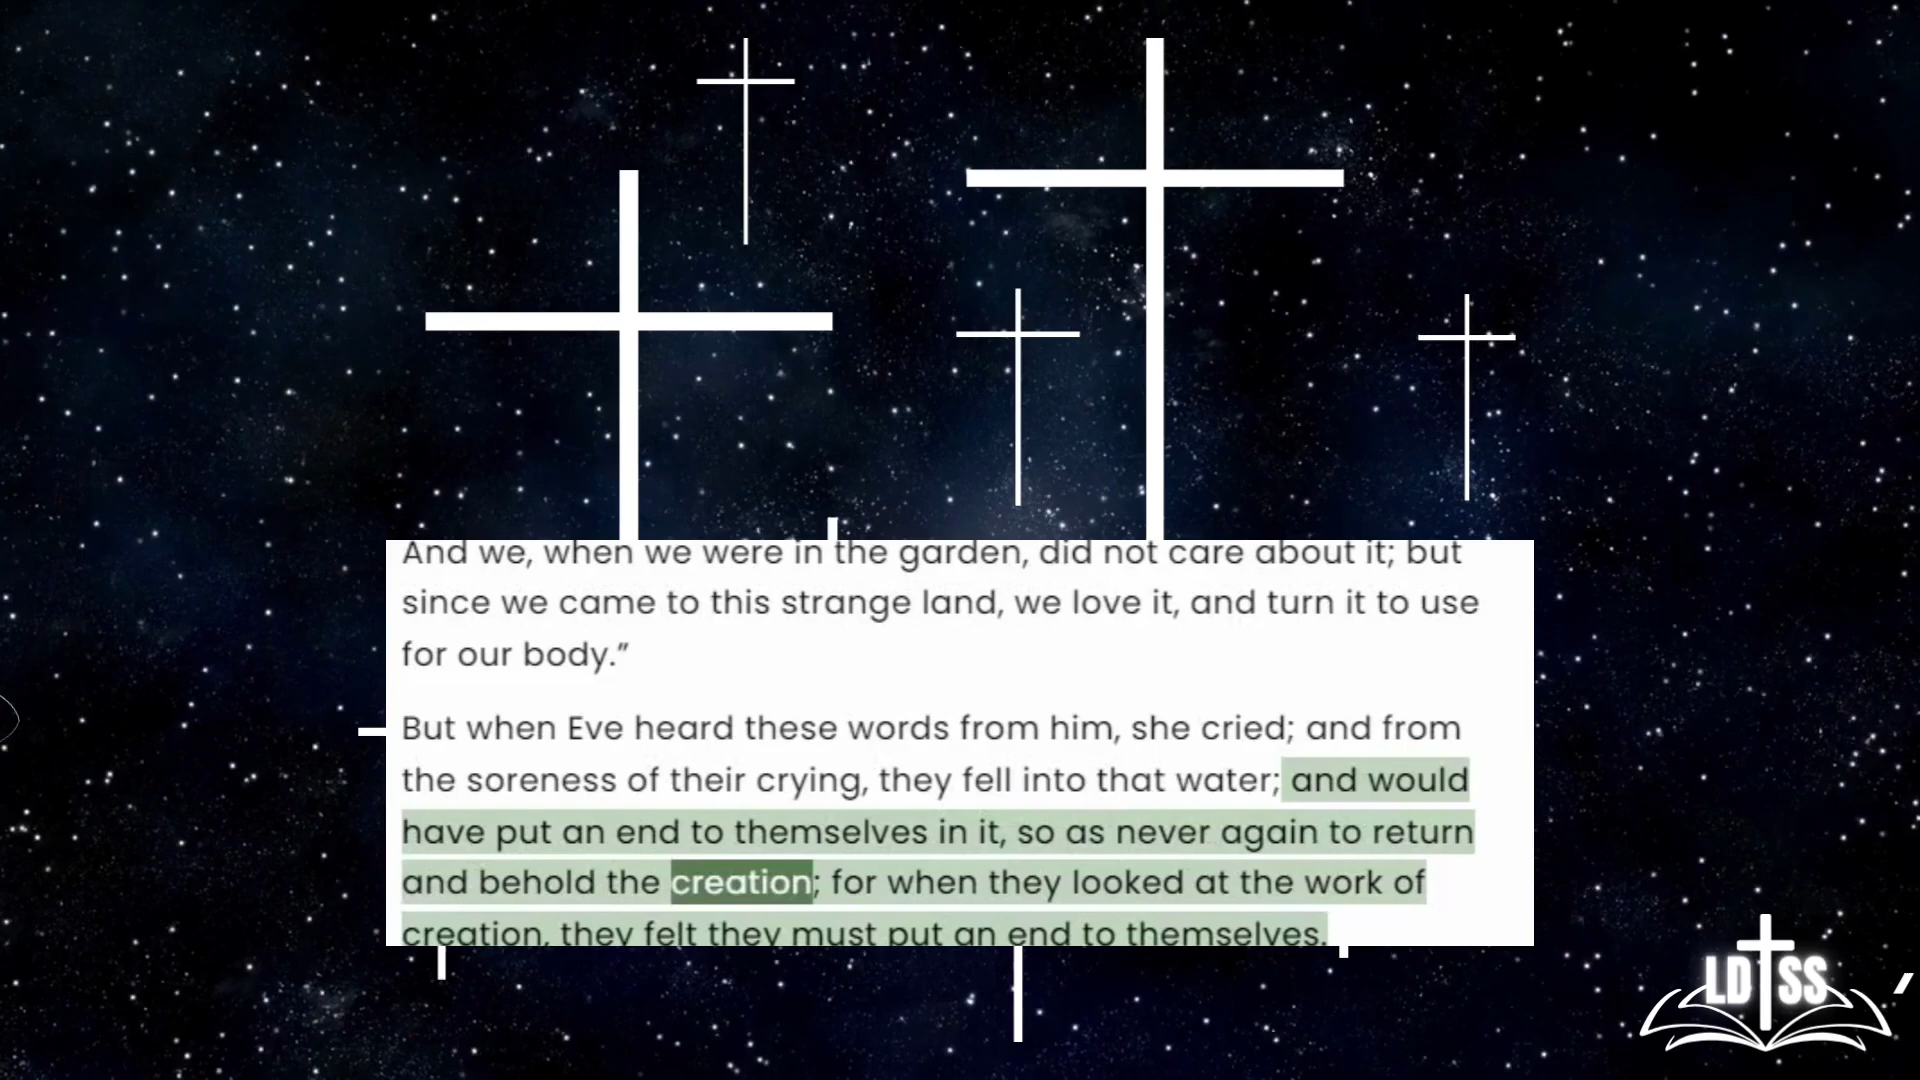 And we, when we were in the garden, did not care about it; but
since we came to this strange land, we love it, and turn it to use
for our body.”
But when Eve heard these words from him, she cried; and from
the soreness of their crying, they fell into that water; and would
have put an end to themselves in it, so as never again to return
and behold the creation; for when they looked at the work of
creation, they felt they must put an end to themselves.
LD SS